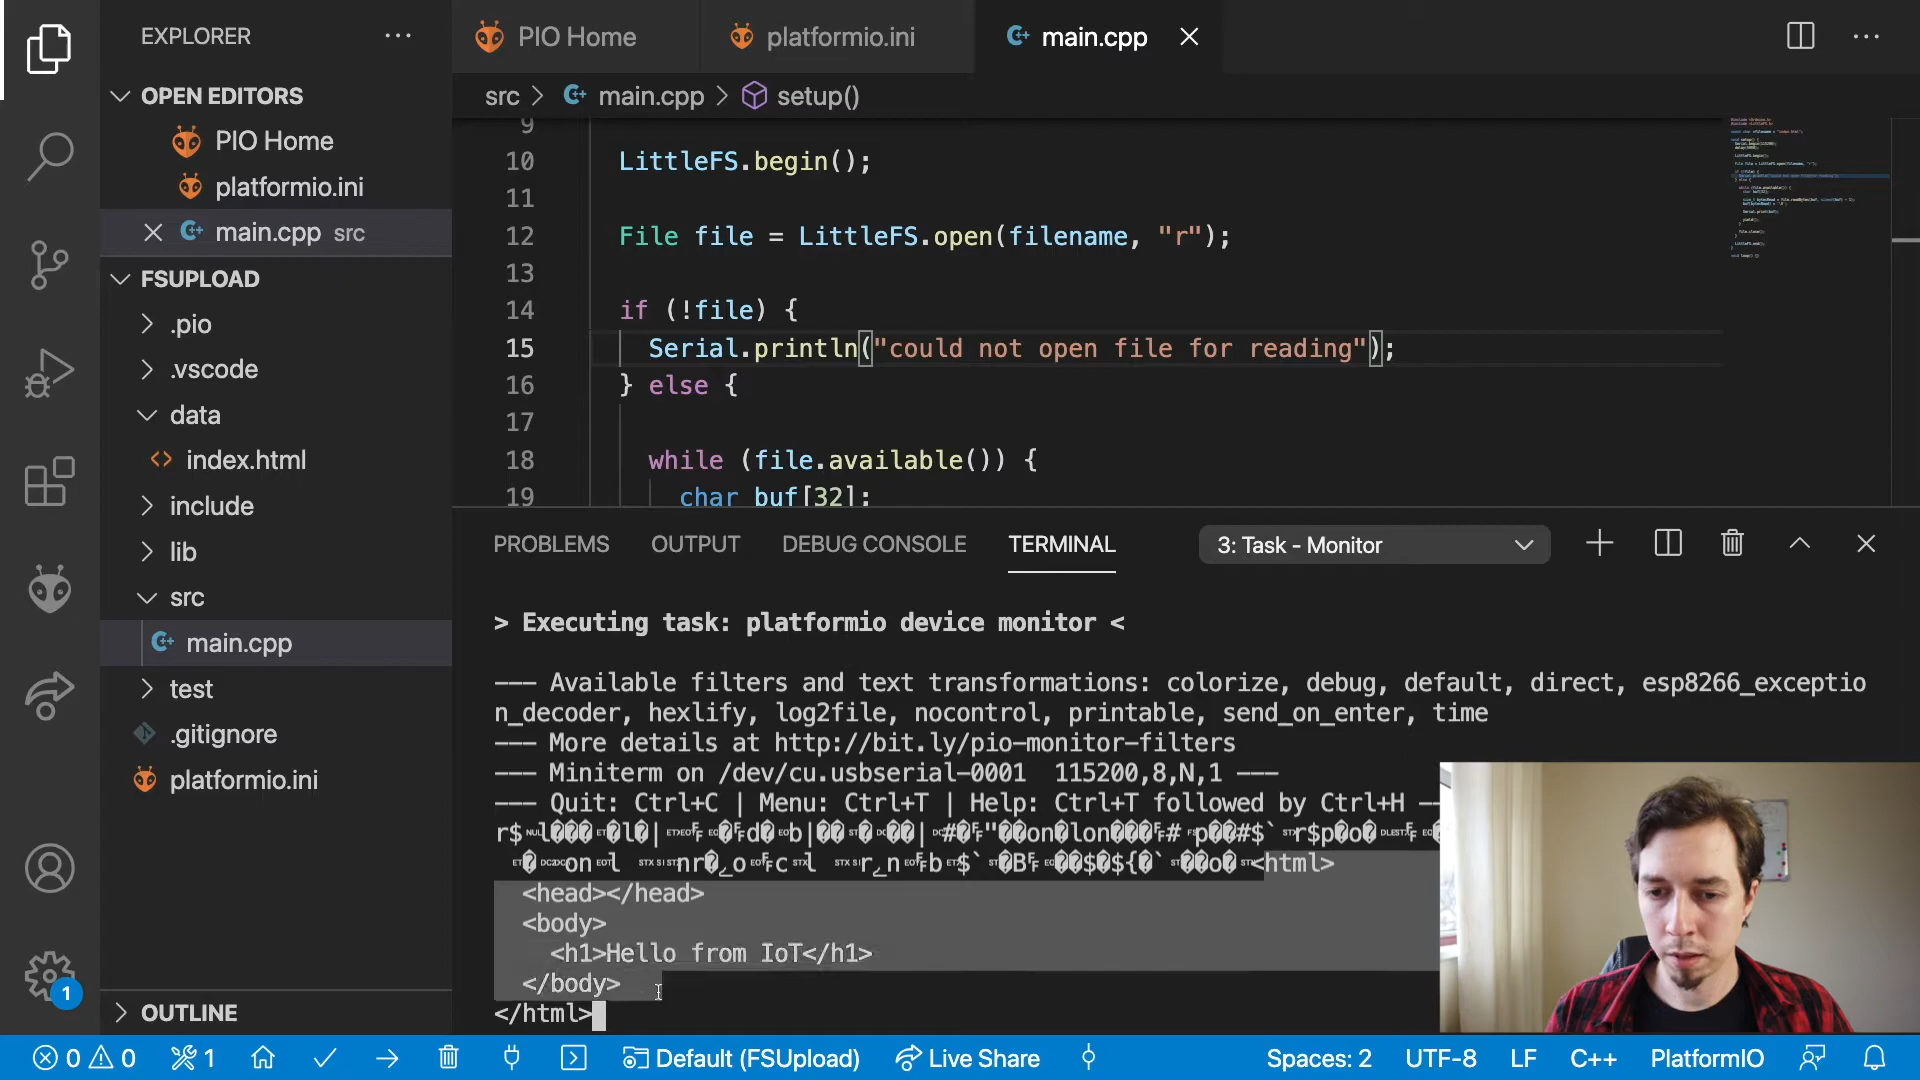 EXPLORER
PIO Home
platformio.ini
main.cpp
OPEN EDITORS
PIO Home
platformio.ini
main.cpp src
FSUPLOAD
.pio
.vscode
data
index.html
include
lib
src
main.cpp
test
.gitignore
platformio.ini
OUTLINE
src > main.cpp > setup()
9
10 LittleFS.begin();
11
12 File file = LittleFS.open(filename, "r");
13
14 if (!file) {
15 Serial.println("could not open file for reading");
16 } else {
17
18 while (file.available()) {
19 char buf[32];
PROBLEMS OUTPUT DEBUG CONSOLE TERMINAL 3: Task - Monitor
> Executing task: platformio device monitor <
--- Available filters and text transformations: colorize, debug, default, direct, esp8266_exceptio
n_decoder, hexlify, log2file, nocontrol, printable, send_on_enter, time
--- More details at http://bit.ly/pio-monitor-filters
--- Miniterm on /dev/cu.usbserial-0001 115200,8,N,1 ---
--- Quit: Ctrl+C | Menu: Ctrl+T | Help: Ctrl+T followed by Ctrl+H --
<html>
<head></head>
<body>
<h1>Hello from IoT</h1>
</body>
</html>
1
0 0 1 Default (FSUpload) Live Share Spaces: 2 UTF-8 LF C++ PlatformIO